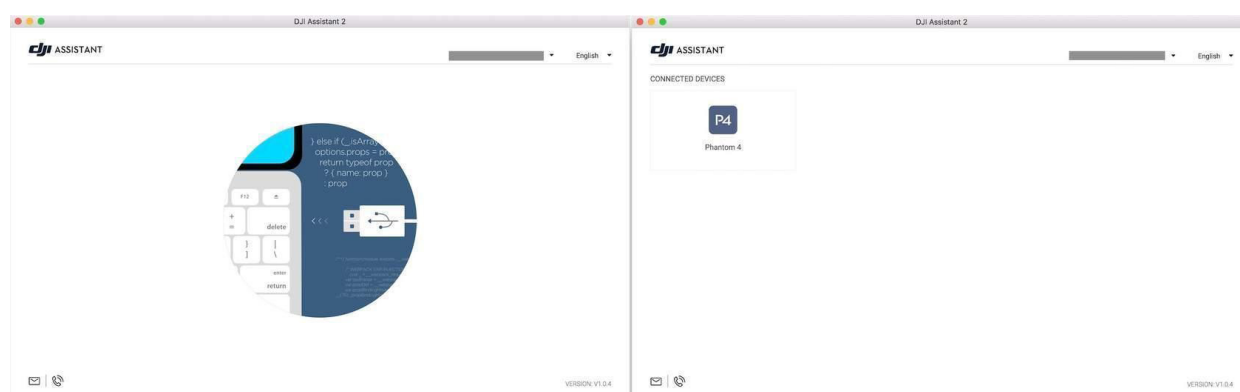 DJI Assistant 2
dji ASSISTANT
English
} else if (_isArray
options.props = pr
return typeof prop
? { name: prop }
: prop
F12
+
=
delete
}
]
|
\
enter
return
VERSION: V1.0.4
DJI Assistant 2
dji ASSISTANT
English
CONNECTED DEVICES
P4
Phantom 4
VERSION: V1.0.4